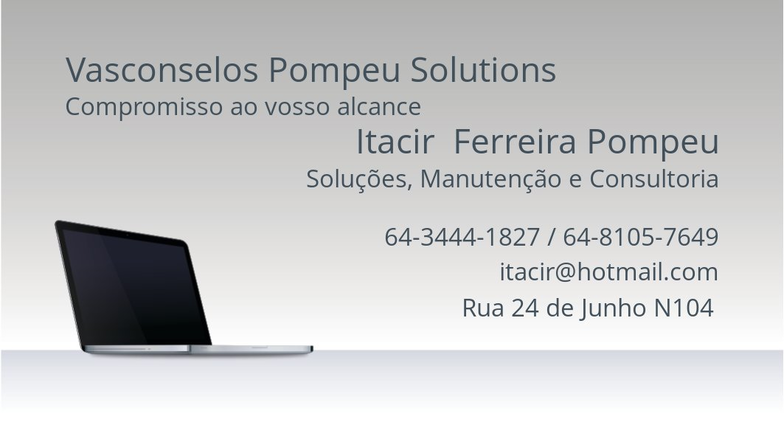 Vasconselos Pompeu Solutions
Compromisso ao vosso alcance
Itacir  Ferreira Pompeu
Soluções, Manutenção e Consultoria
64-3444-1827 / 64-8105-7649
itacir@hotmail.com
Rua 24 de Junho N104